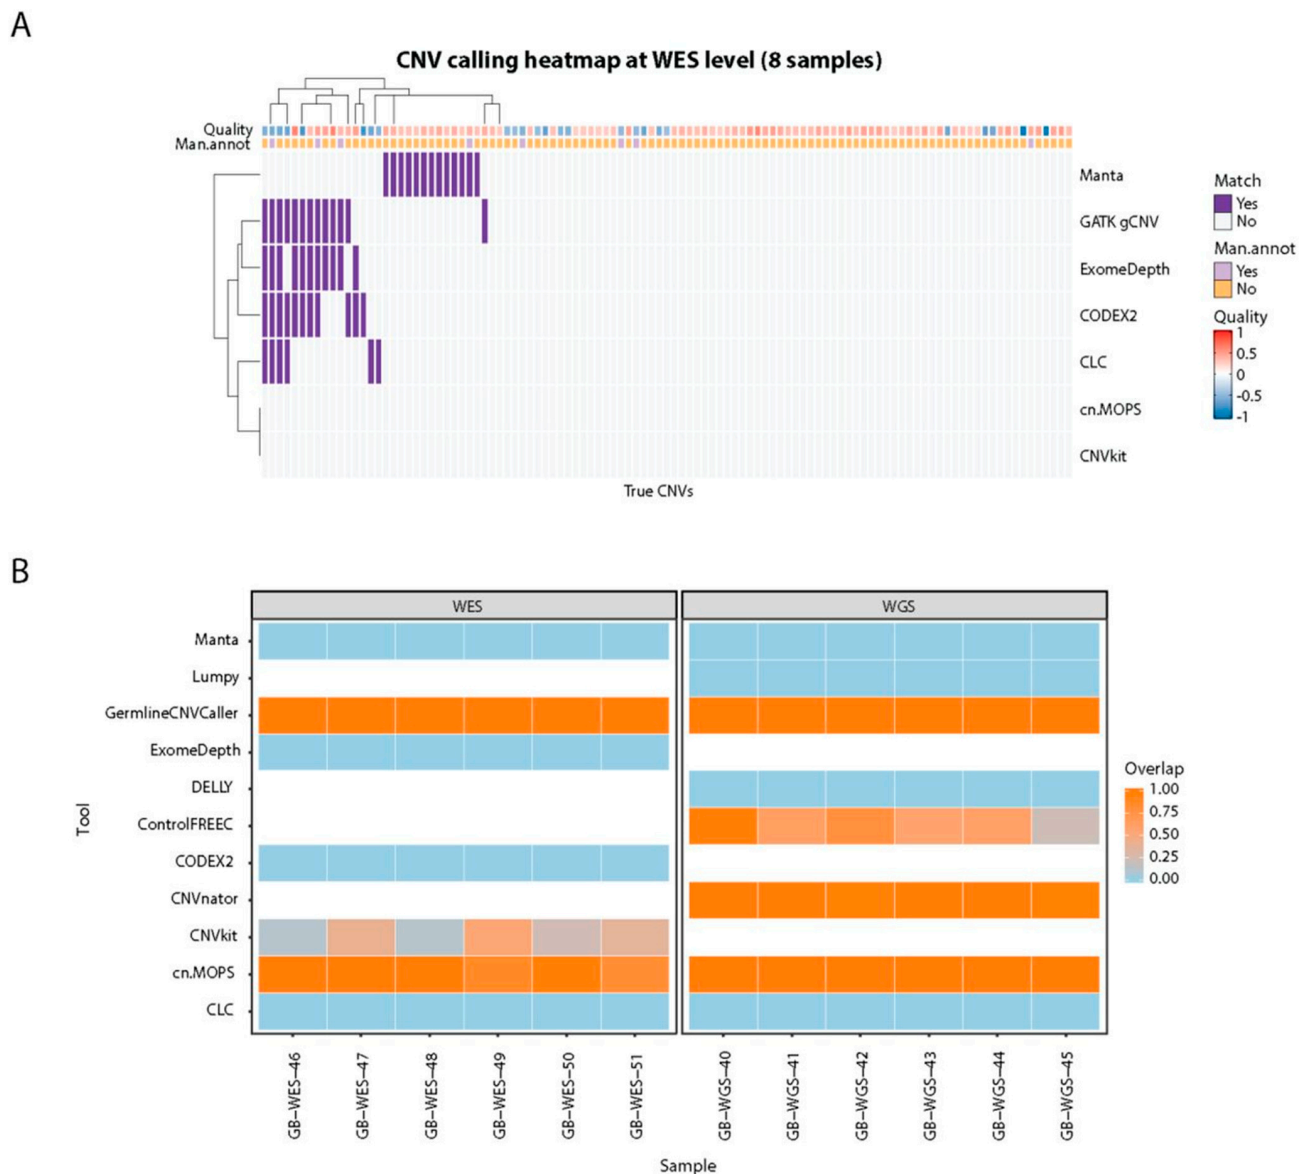 A
CNV calling heatmap at WES level (8 samples)
Quality
Man.annot
Manta
GATK gCNV
ExomeDepth
CODEX2
CLC
cn.MOPS
CNVkit
True CNVs
Match
Yes
No
Man.annot
Yes
No
Quality
1
0.5
0
-0.5
-1
B
WES
WGS
Tool
Manta
Lumpy
GermlineCNVCaller
ExomeDepth
DELLY
ControlFREEC
CODEX2
CNVnator
CNVkit
cn.MOPS
CLC
GB-WES-46
GB-WES-47
GB-WES-48
GB-WES-49
GB-WES-50
GB-WES-51
GB-WGS-40
GB-WGS-41
GB-WGS-42
GB-WGS-43
GB-WGS-44
GB-WGS-45
Sample
Overlap
1.00
0.75
0.50
0.25
0.00